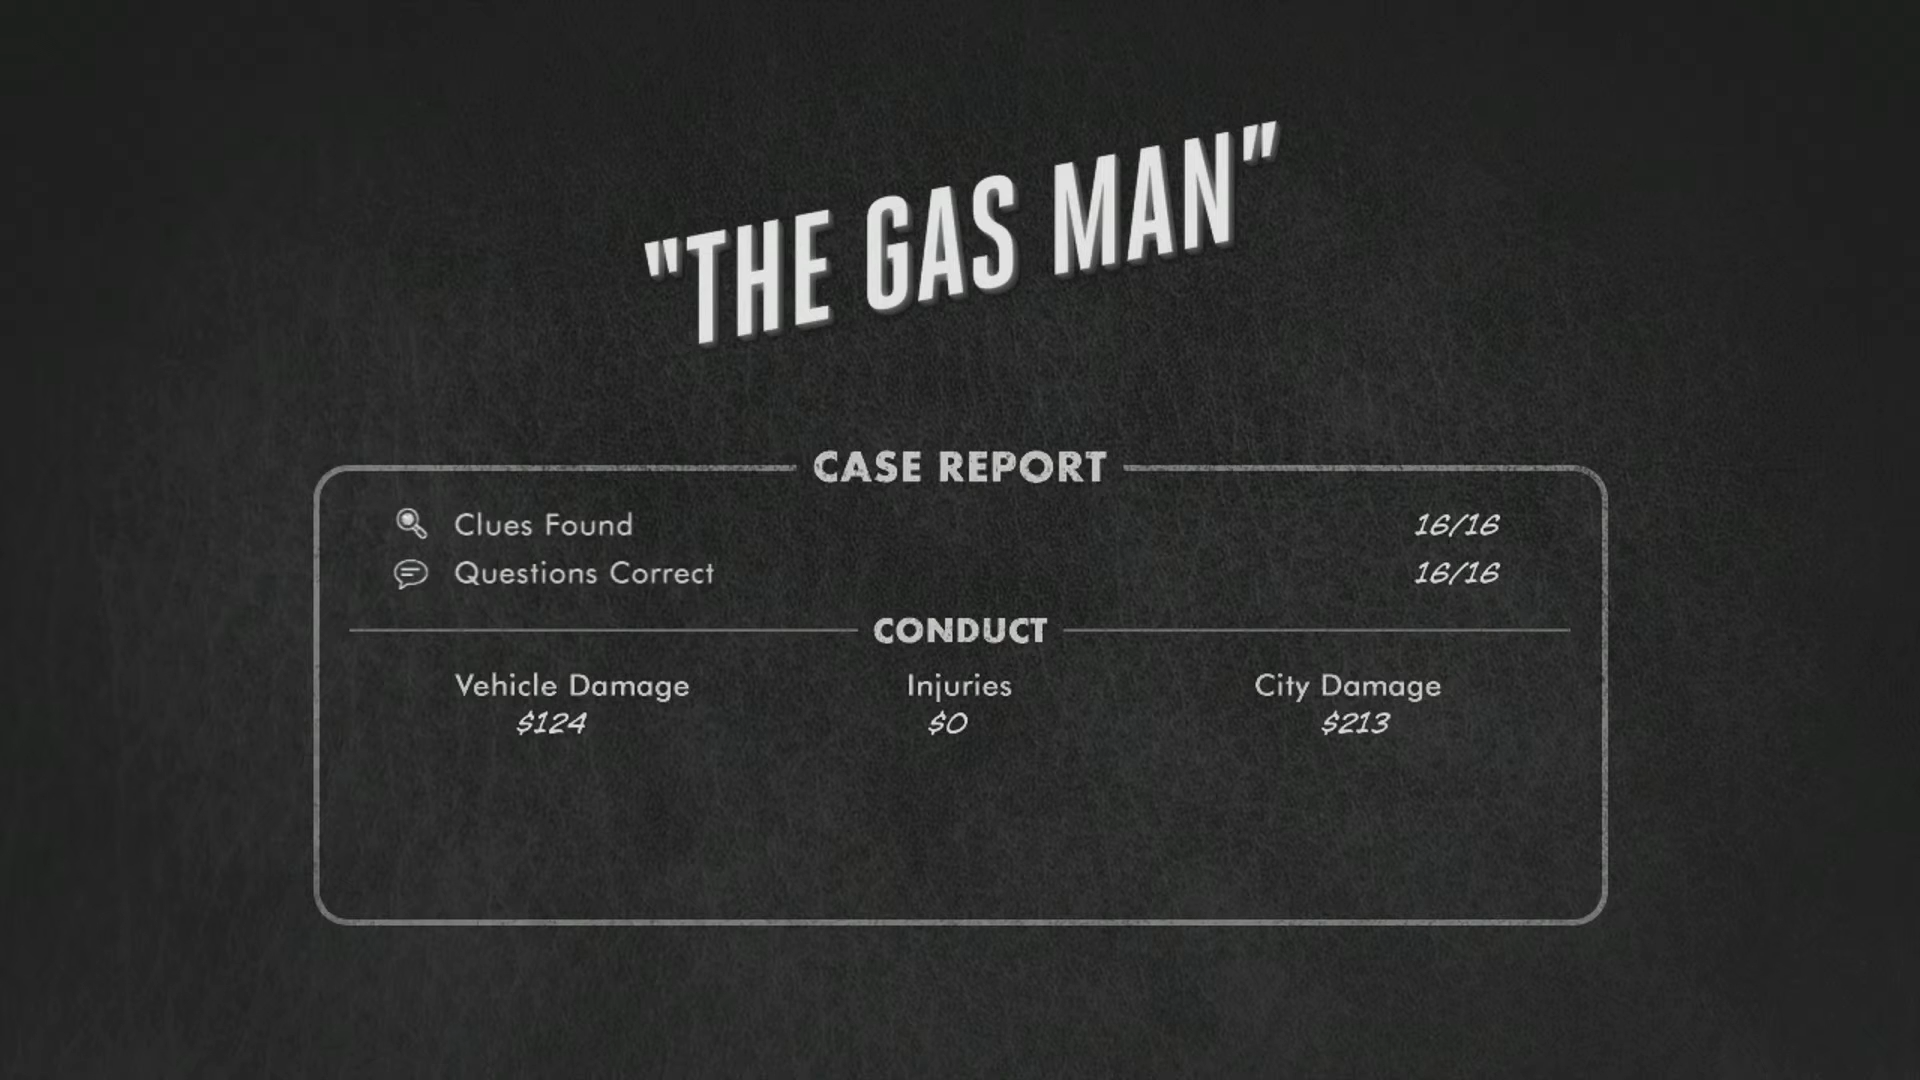 "THE GAS MAN"
CASE REPORT
Clues Found 16/16
Questions Correct 16/16
CONDUCT
Vehicle Damage Injuries City Damage
$124 $0 $213